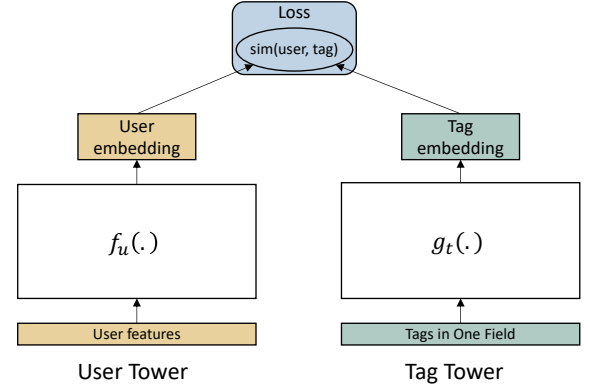 Loss
sim(user, tag)
User
embedding
Tag
embedding
f_u(.)
g_t(.)
User features
Tags in One Field
User Tower
Tag Tower